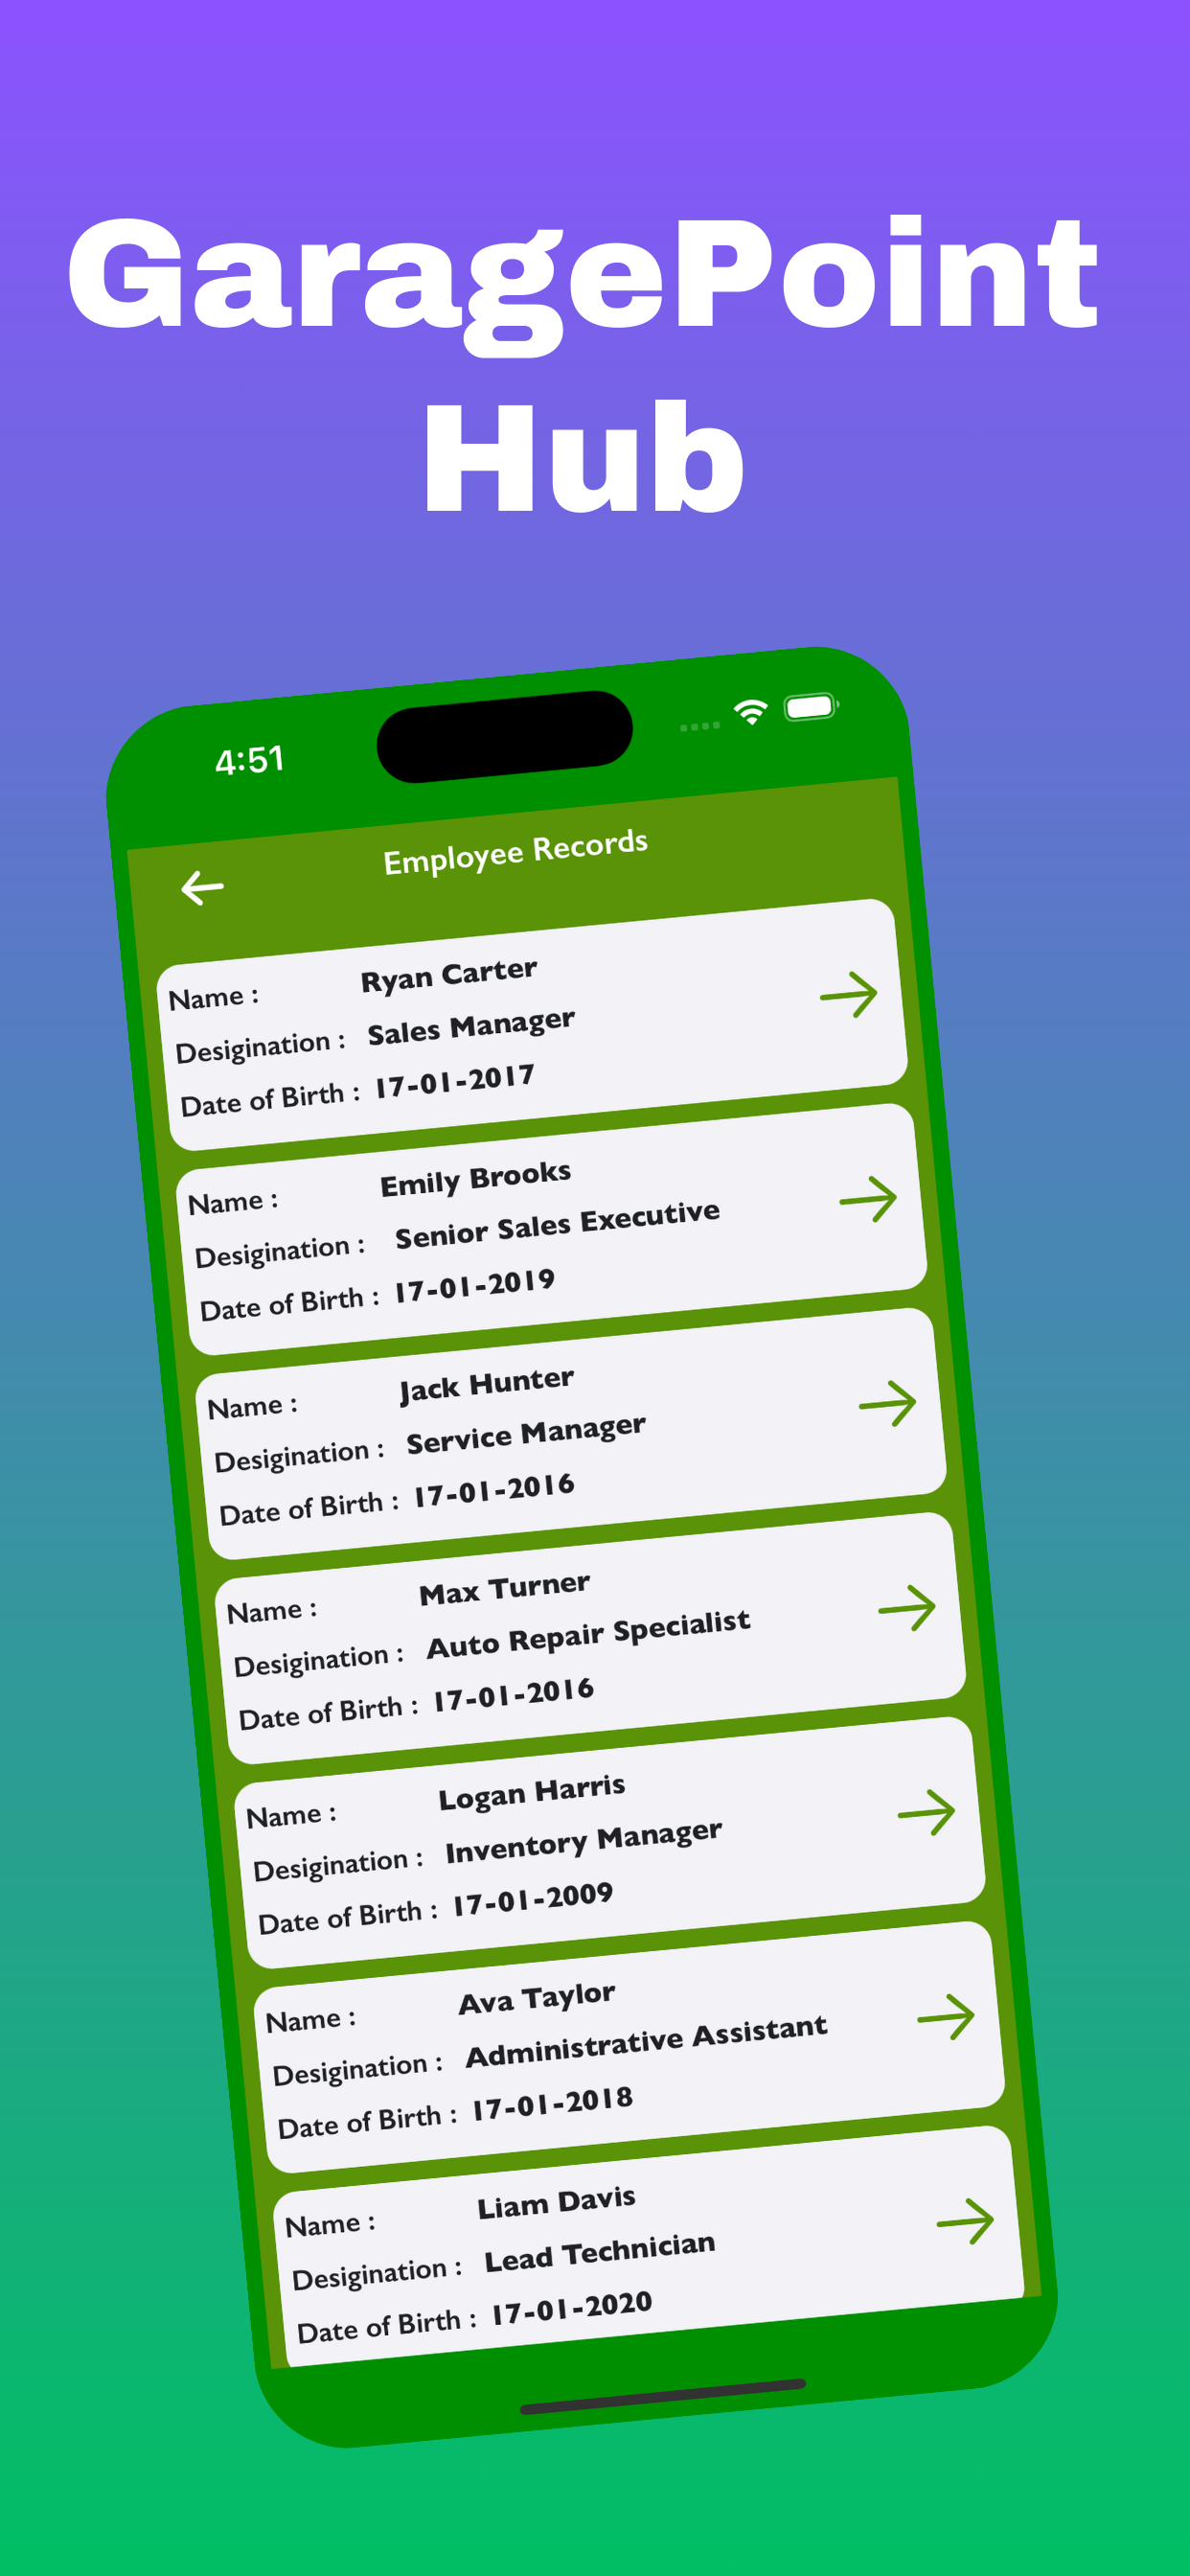 GaragePoint
Hub
4:51
Employee Records
Name : Ryan Carter
Desigination : Sales Manager
Date of Birth : 17-01-2017
Name : Emily Brooks
Desigination : Senior Sales Executive
Date of Birth : 17-01-2019
Name : Jack Hunter
Desigination : Service Manager
Date of Birth : 17-01-2016
Name : Max Turner
Desigination : Auto Repair Specialist
Date of Birth : 17-01-2016
Name : Logan Harris
Desigination : Inventory Manager
Date of Birth : 17-01-2009
Name : Ava Taylor
Desigination : Administrative Assistant
Date of Birth : 17-01-2018
Name : Liam Davis
Desigination : Lead Technician
Date of Birth : 17-01-2020